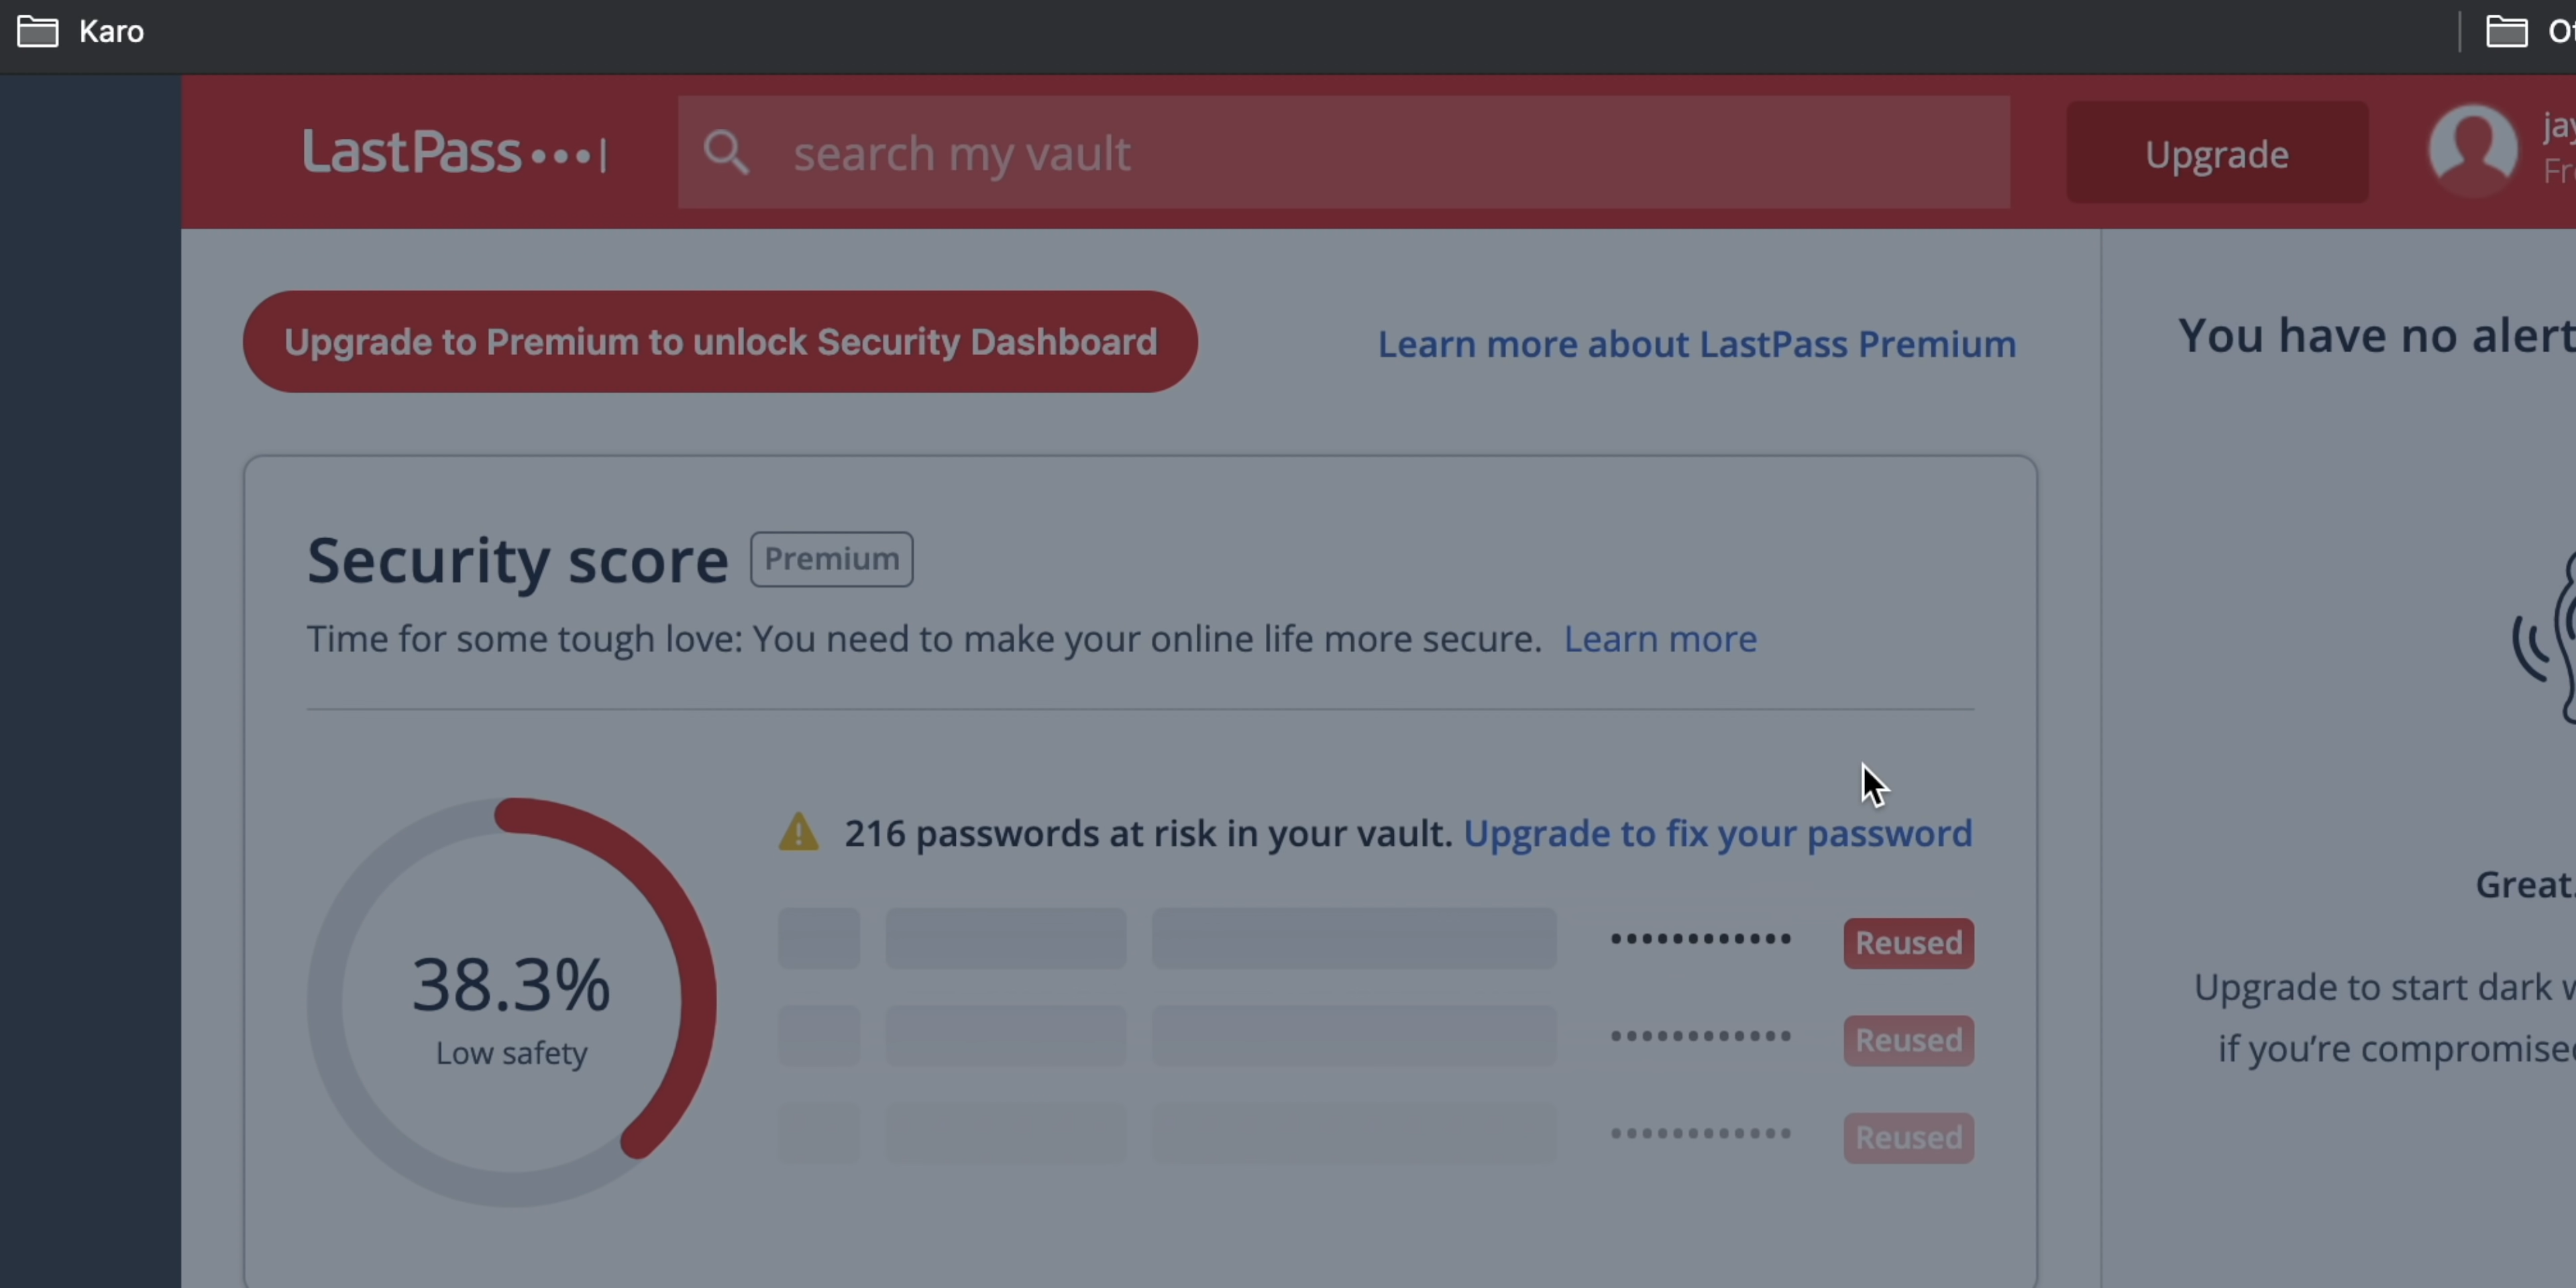 Karo
LastPass
search my vault
Upgrade
Upgrade to Premium to unlock Security Dashboard
Learn more about LastPass Premium
You have no
Security score
Premium
Time for some tough love: You need to make your online life more secure. Learn more
216 passwords at risk in your vault. Upgrade to fix your password
38.3%
Low safety
Reused
Reused
Reused
Great.
Upgrade to start dark
if you're